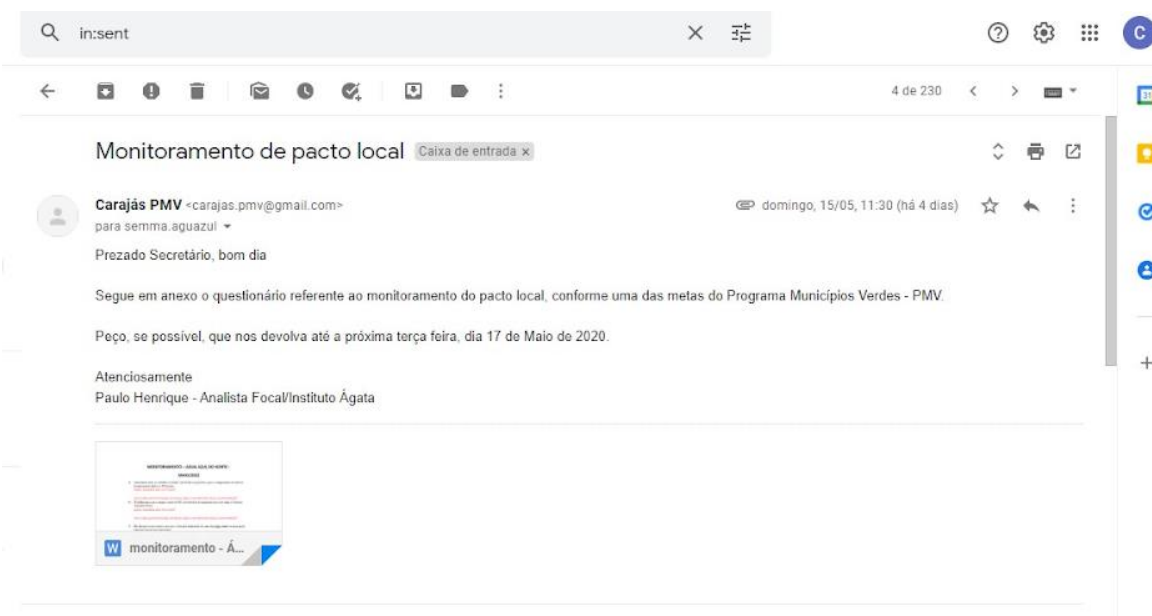 in:sent
C
4 de 230
31
Monitoramento de pacto local Caixa de entrada x
Carajás PMV <carajas.pmv@gmail.com>
domingo, 15/05, 11:30 (há 4 dias)
para semma.aguazul
Prezado Secretário, bom dia
Segue em anexo o questionário referente ao monitoramento do pacto local, conforme uma das metas do Programa Municípios Verdes - PMV.
Peço, se possível, que nos devolva até a próxima terça feira, dia 17 de Maio de 2020.
Atenciosamente
Paulo Henrique - Analista Focal/Instituto Ágata
W monitoramento - Á...